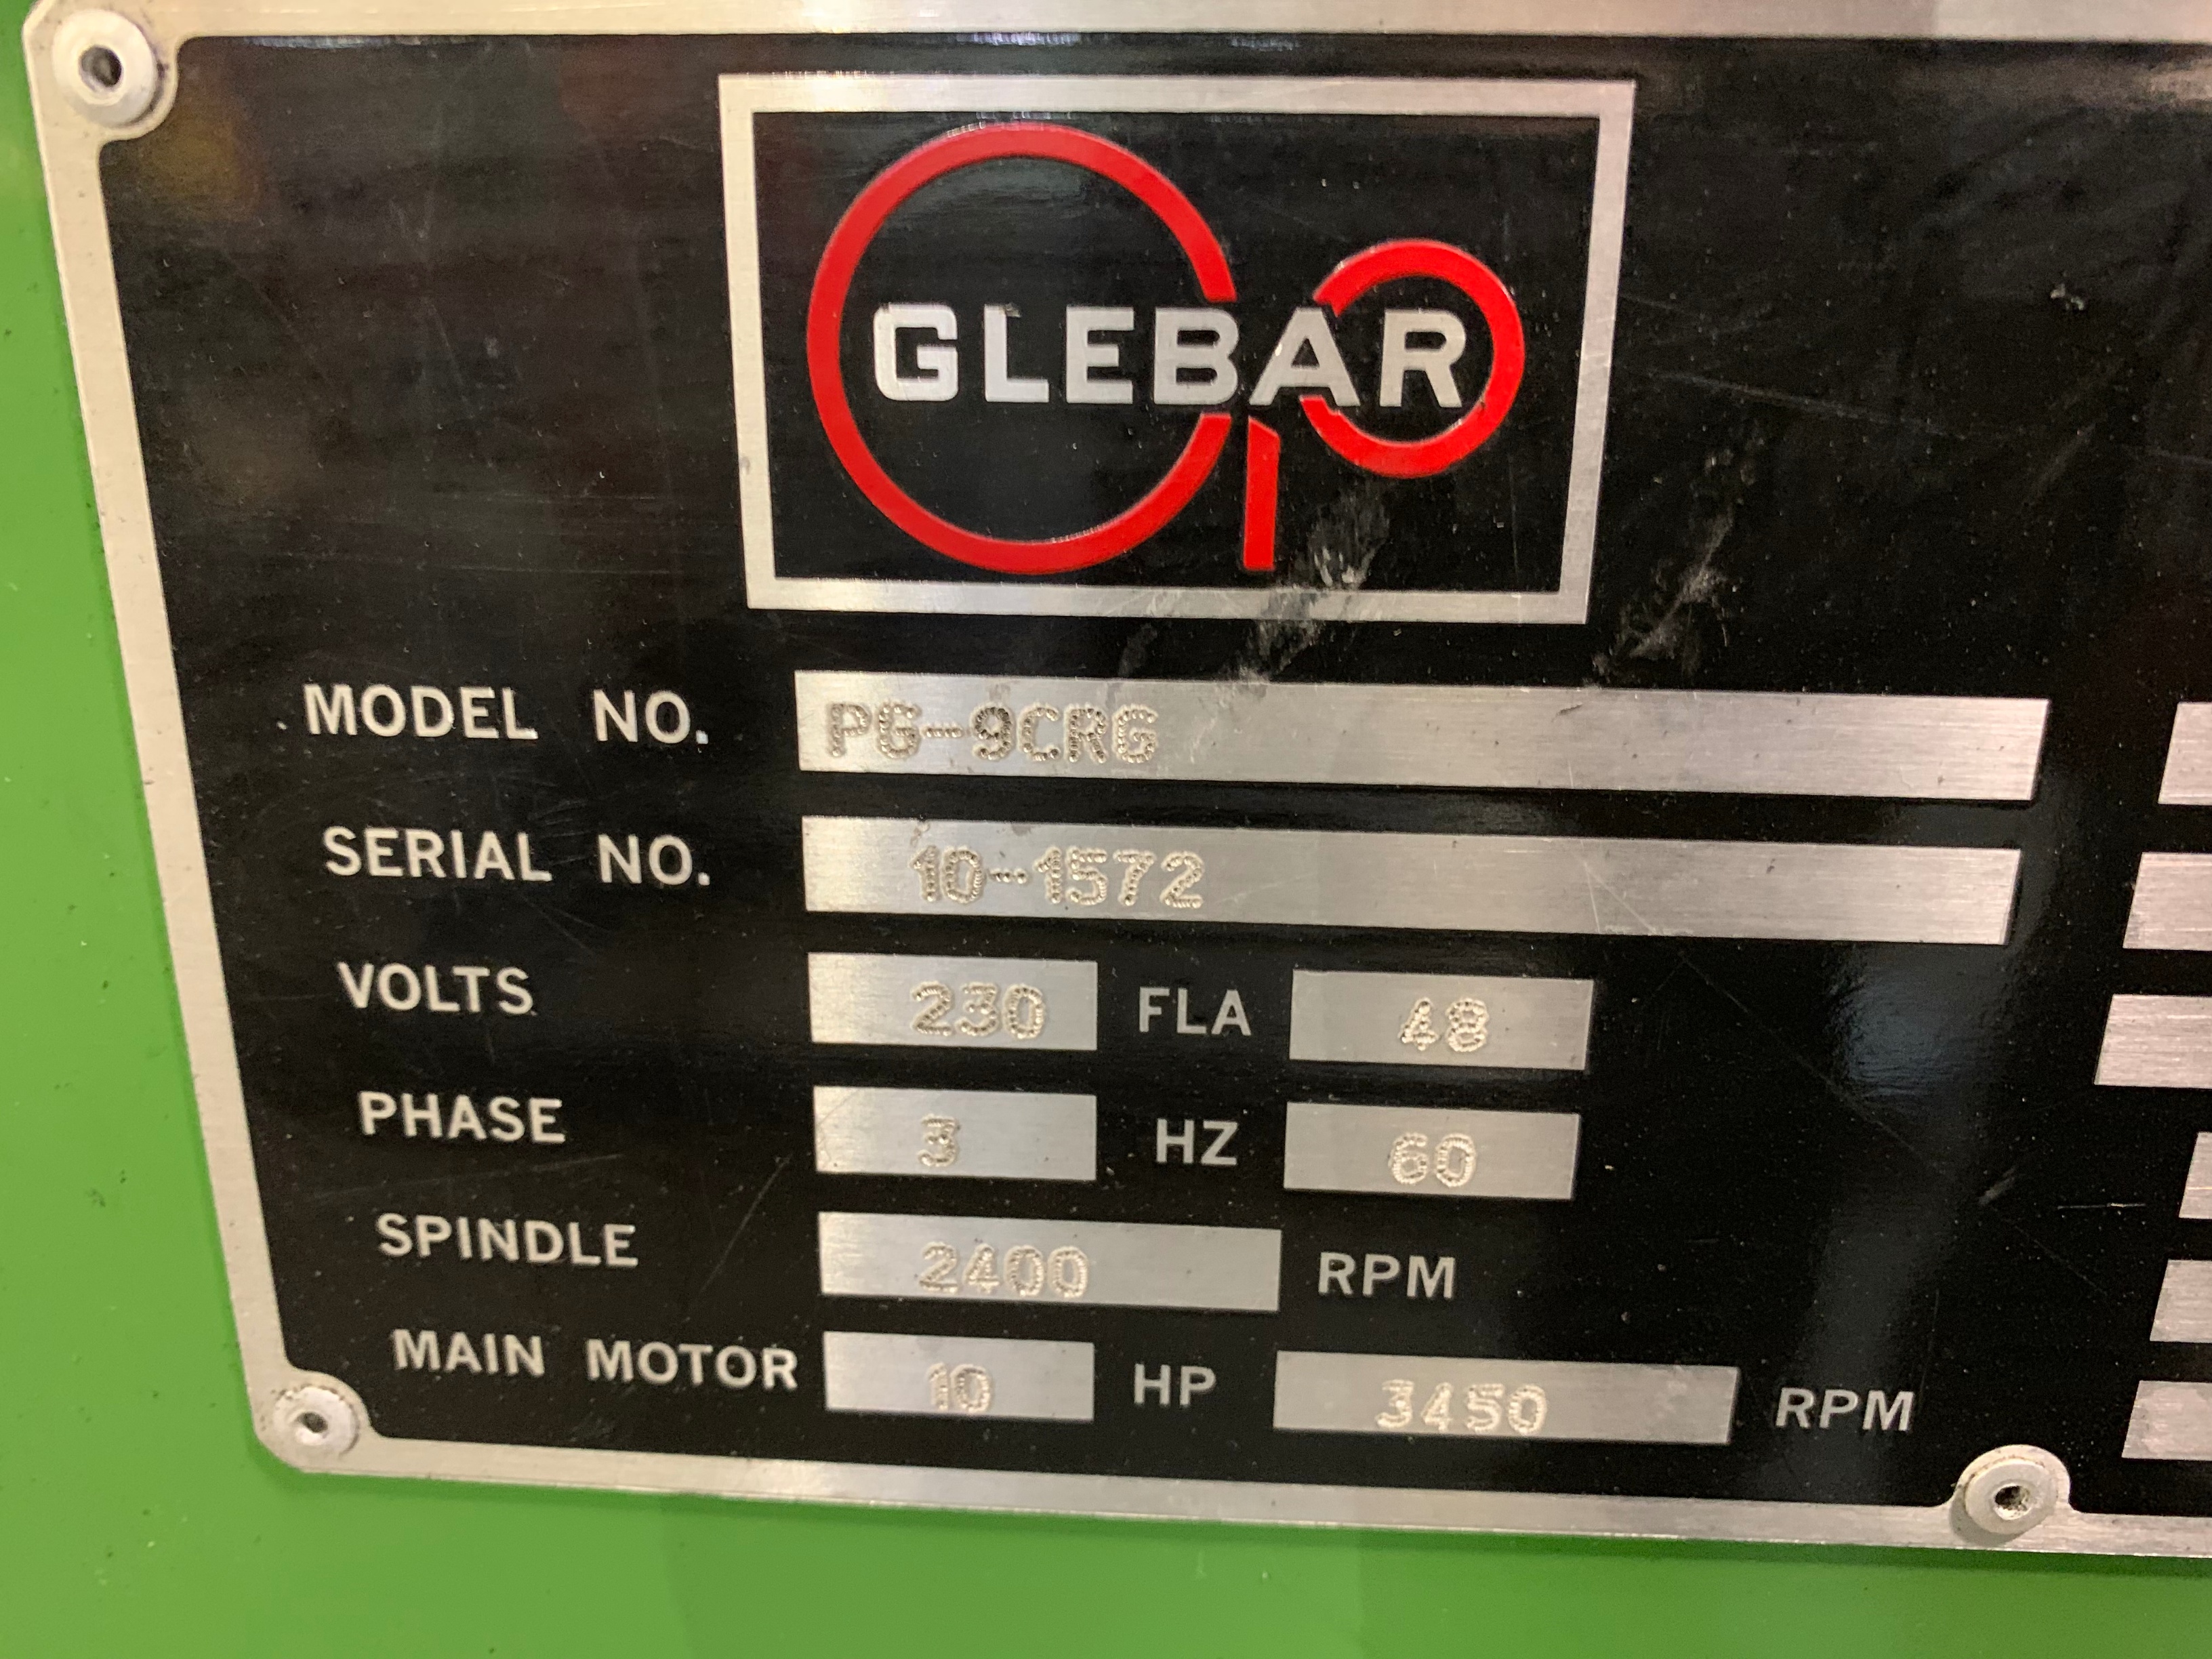 GLEBAR
MODEL NO. PG-9CRG
SERIAL NO. 10-1572
VOLTS 230 FLA 48
PHASE 3 HZ 60
SPINDLE 2400 RPM
MAIN MOTOR 10 HP 3450 RPM